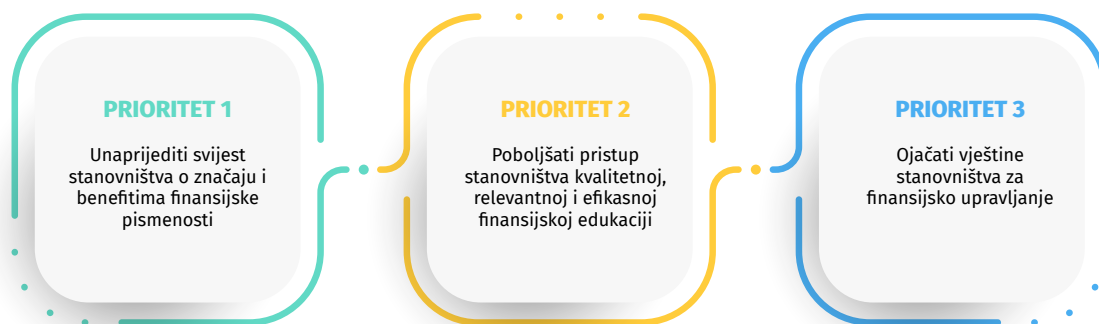 PRIORITET 1
Unaprijediti svijest
stanovništva o značaju i
benefitima finansijske
pismenosti
PRIORITET 2
Poboljšati pristup
stanovništva kvalitetnoj,
relevantnoj i efikasnoj
finansijskoj edukaciji
PRIORITET 3
Ojačati vještine
stanovništva za
finansijsko upravljanje